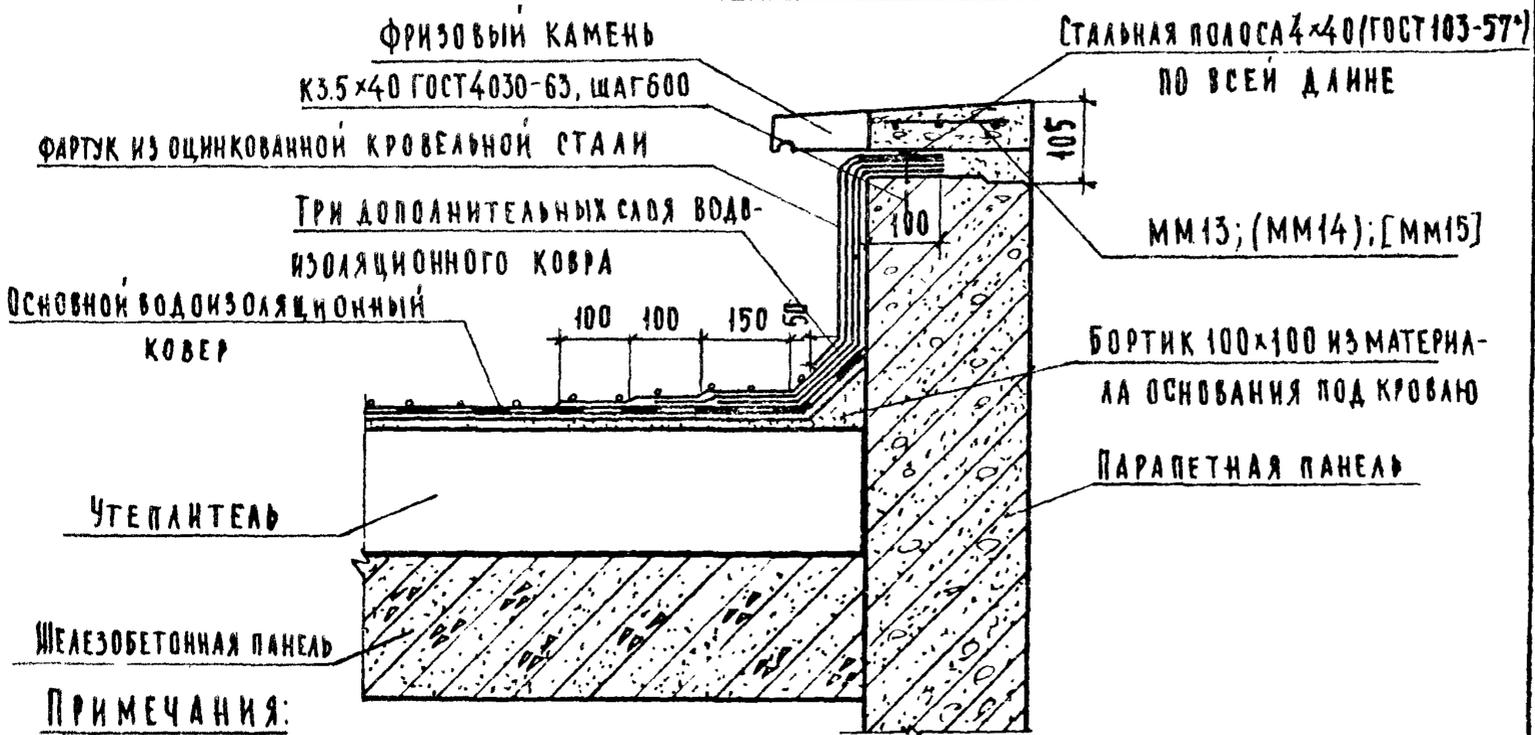 ФРИЗОВЫЙ КАМЕНЬ
К3.5×40 ГОСТ 4030-63, ШАГ 600
ФАРТУК ИЗ ОЦИНКОВАННОЙ КРОВЕЛЬНОЙ СТАЛИ
ТРИ ДОПОЛНИТЕЛЬНЫХ СЛОЯ ВОДО-
ИЗОЛЯЦИОННОГО КОВРА
ОСНОВНОЙ ВОДОИЗОЛЯЦИОННЫЙ
КОВЕР
100 100 150 50
УТЕПЛИТЕЛЬ
ЖЕЛЕЗОБЕТОННАЯ ПАНЕЛЬ
ПРИМЕЧАНИЯ:
СТАЛЬНАЯ ПОЛОСА 4×40 (ГОСТ 103-57*)
ПО ВСЕЙ ДЛИНЕ
105
100
ММ13; (ММ14); [ММ15]
БОРТИК 100×100 ИЗ МАТЕРИА-
ЛА ОСНОВАНИЯ ПОД КРОВЛЮ
ПАРАПЕТНАЯ ПАНЕЛЬ